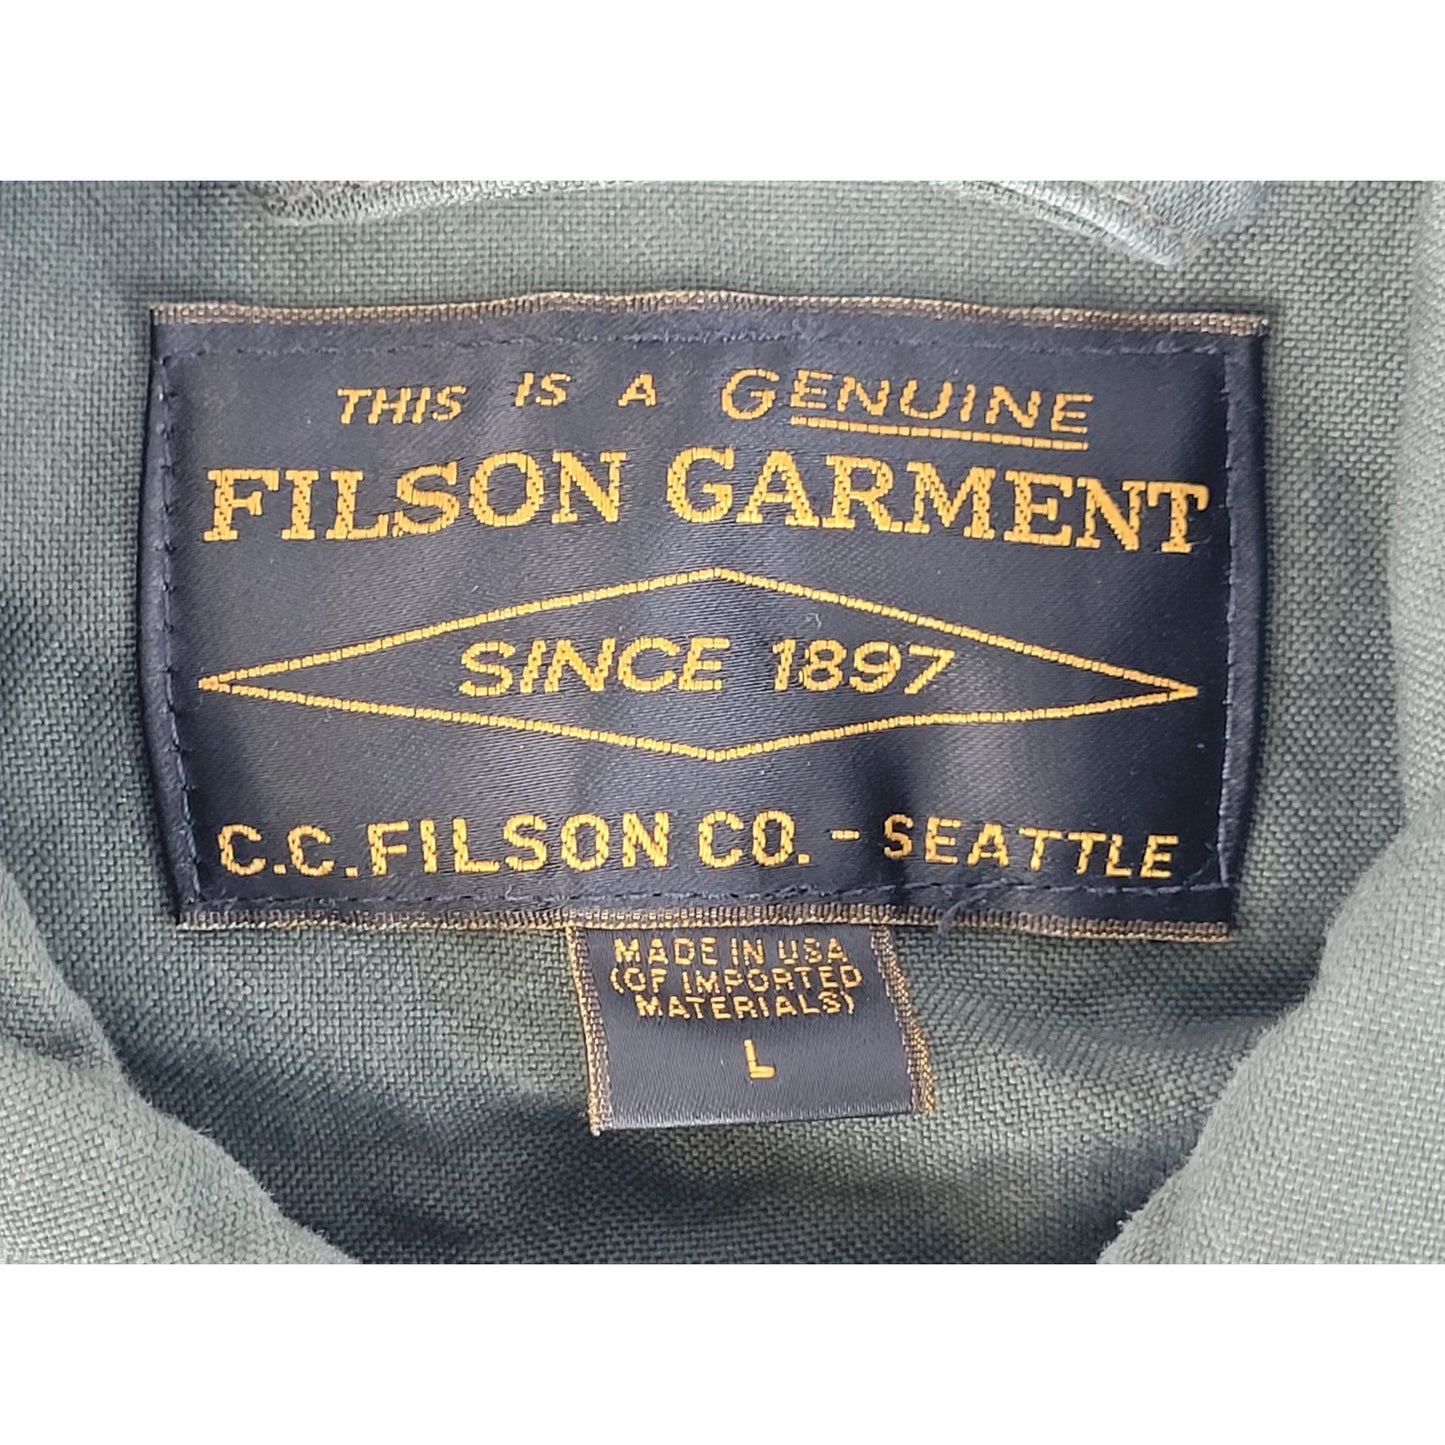 THIS IS A GENUINE
FILSON GARMENT
SINCE 1897
C.C. FILSON CO. - SEATTLE
MADE IN USA
(OF IMPORTED
MATERIALS)
L